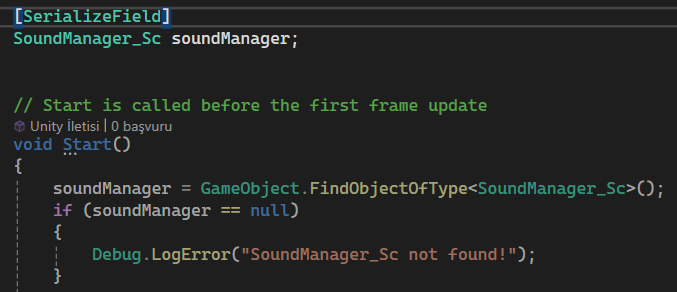 [SerializeField]
SoundManager_Sc soundManager;
// Start is called before the first frame update
Unity İletisi | 0 başvuru
void Start()
{
soundManager = GameObject.FindObjectOfType<SoundManager_Sc>();
if (soundManager == null)
{
Debug.LogError("SoundManager_Sc not found!");
}